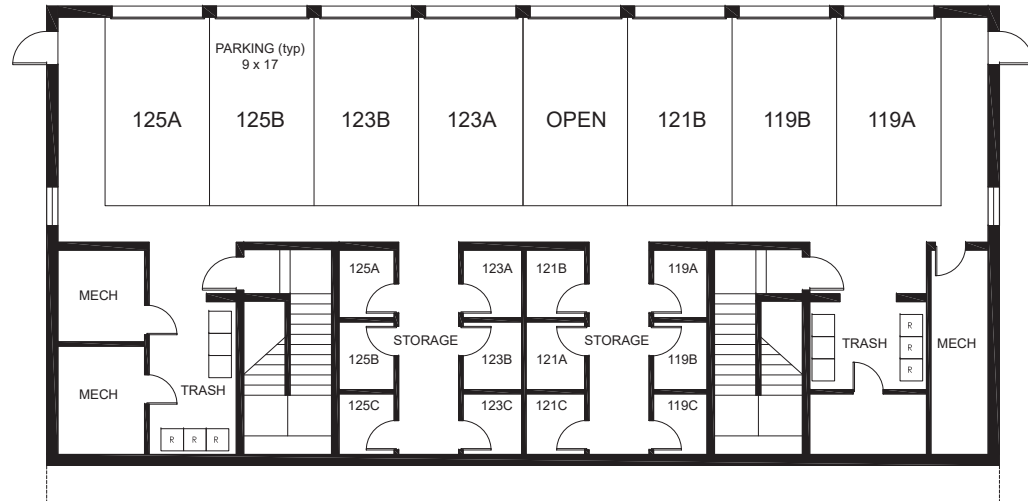 PARKING (typ)
9 x 17
125A
125B
123B
123A
OPEN
121B
119B
119A
125A
123A
121B
119A
MECH
R
STORAGE
STORAGE
TRASH
R
MECH
125B
123B
121A
119B
R
MECH
TRASH
125C
123C
121C
119C
R
R
R